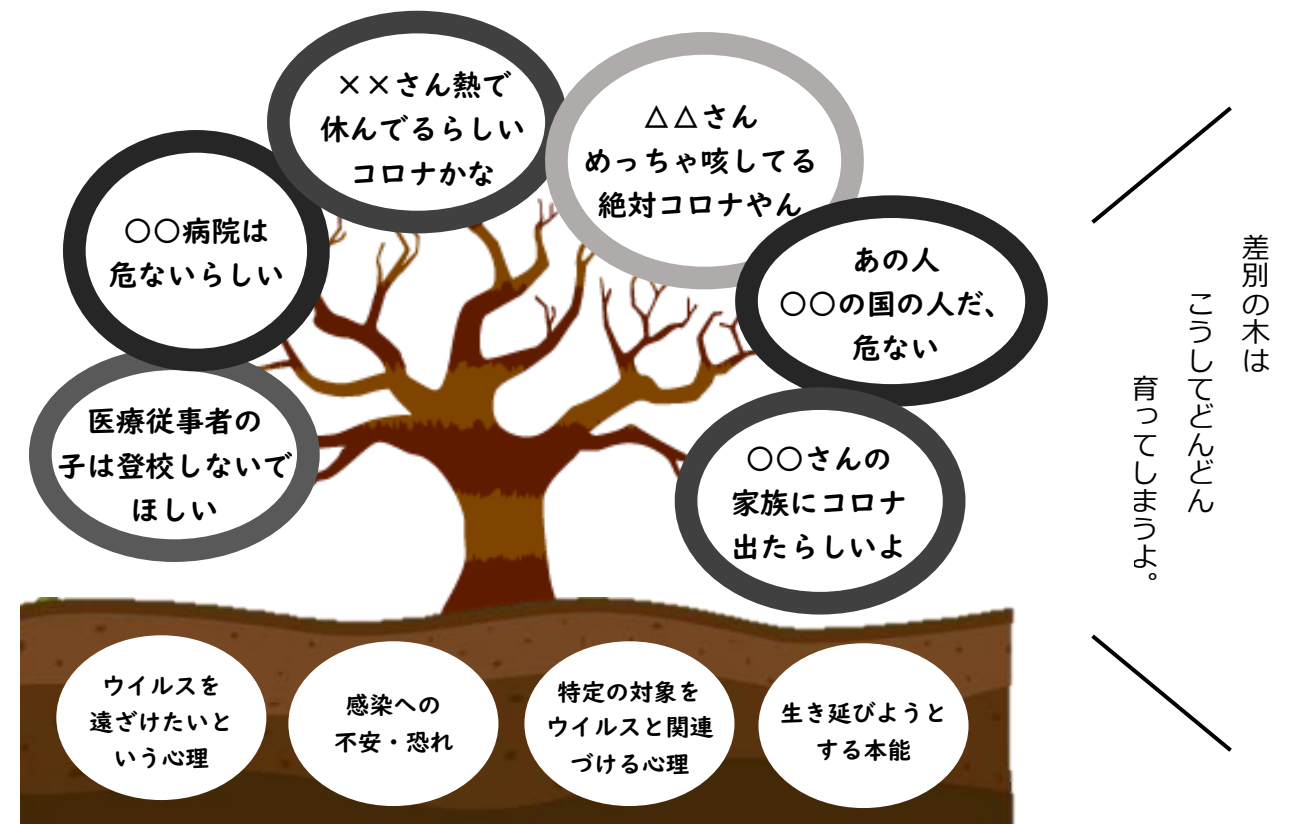 ××さん熱で
休んでるらしい
コロナかな
△△さん
めっちゃ咳してる
絶対コロナやん
〇〇病院は
危ないらしい
あの人
〇〇の国の人だ、
危ない
医療従事者の
子は登校しないで
ほしい
〇〇さんの
家族にコロナ
出たらしいよ
差別の木は
こうしてどんどん
育ってしまうよ。
ウイルスを
遠ざけたいと
いう心理
感染への
不安・恐れ
特定の対象を
ウイルスと関連
づける心理
生き延びようと
する本能